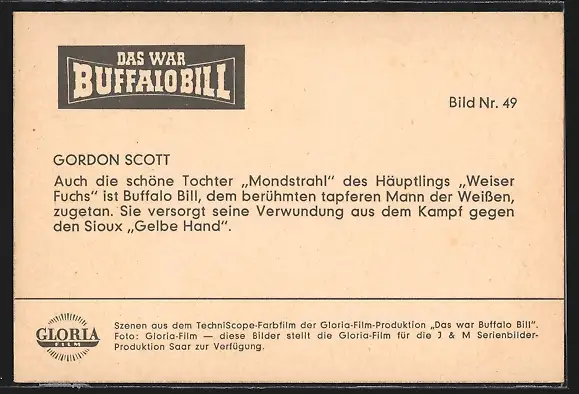 DAS WAR
BUFFALO BILL
Bild Nr. 49
GORDON SCOTT
Auch die schöne Tochter „Mondstrahl“ des Häuptlings „Weiser
Fuchs“ ist Buffalo Bill, dem berühmten tapferen Mann der Weißen,
zugetan. Sie versorgt seine Verwundung aus dem Kampf gegen
den Sioux „Gelbe Hand“.
GLORIA
FILM
Szenen aus dem TechniScope-Farbfilm der Gloria-Film-Produktion „Das war Buffalo Bill“.
Foto: Gloria-Film — diese Bilder stellt die Gloria-Film für die J & M Serienbilder-
Produktion Saar zur Verfügung.